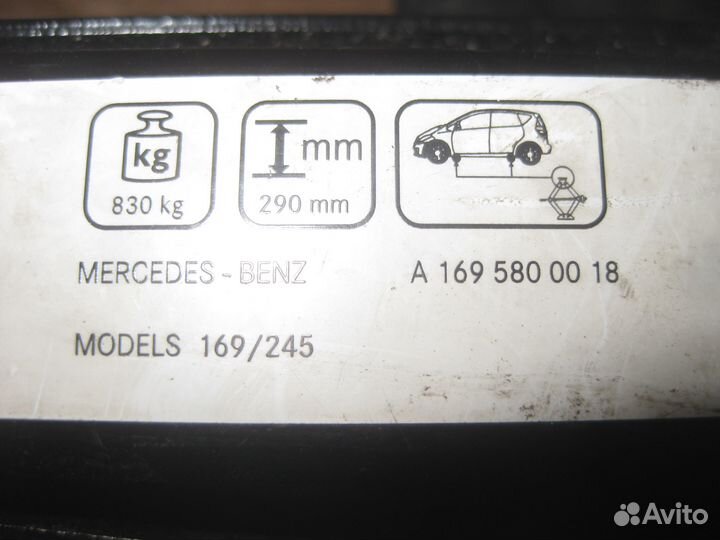 kg
830 kg
mm
290 mm
MERCEDES - BENZ
A 169 580 00 18
MODELS 169/245
Avito